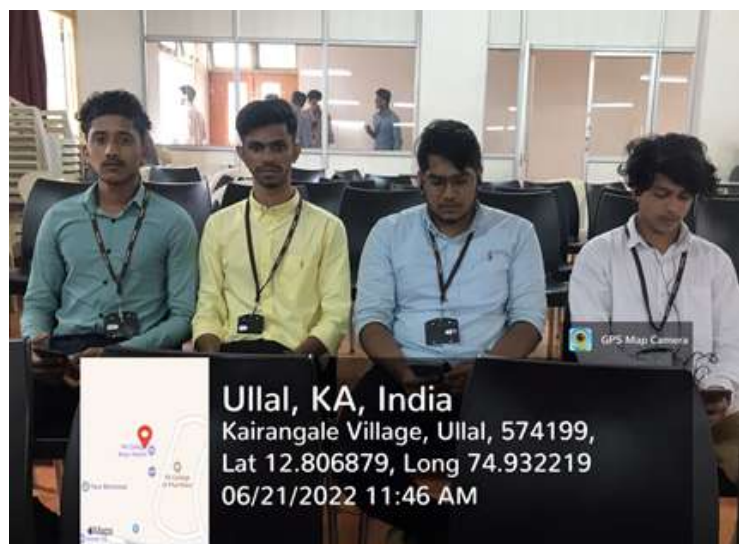 GPS Map Camera
Ullal, KA, India
Kairangale Village, Ullal, 574199,
Lat 12.806879, Long 74.932219
06/21/2022 11:46 AM
Maps